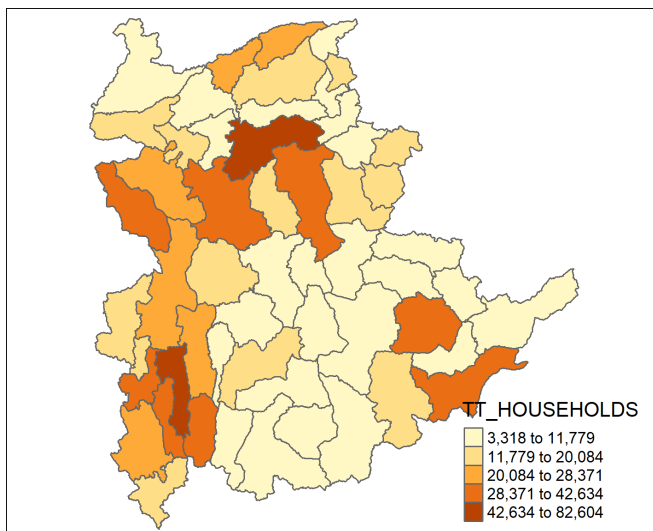 TT_HOUSEHOLDS
3,318 to 11,779
11,779 to 20,084
20,084 to 28,371
28,371 to 42,634
42,634 to 82,604